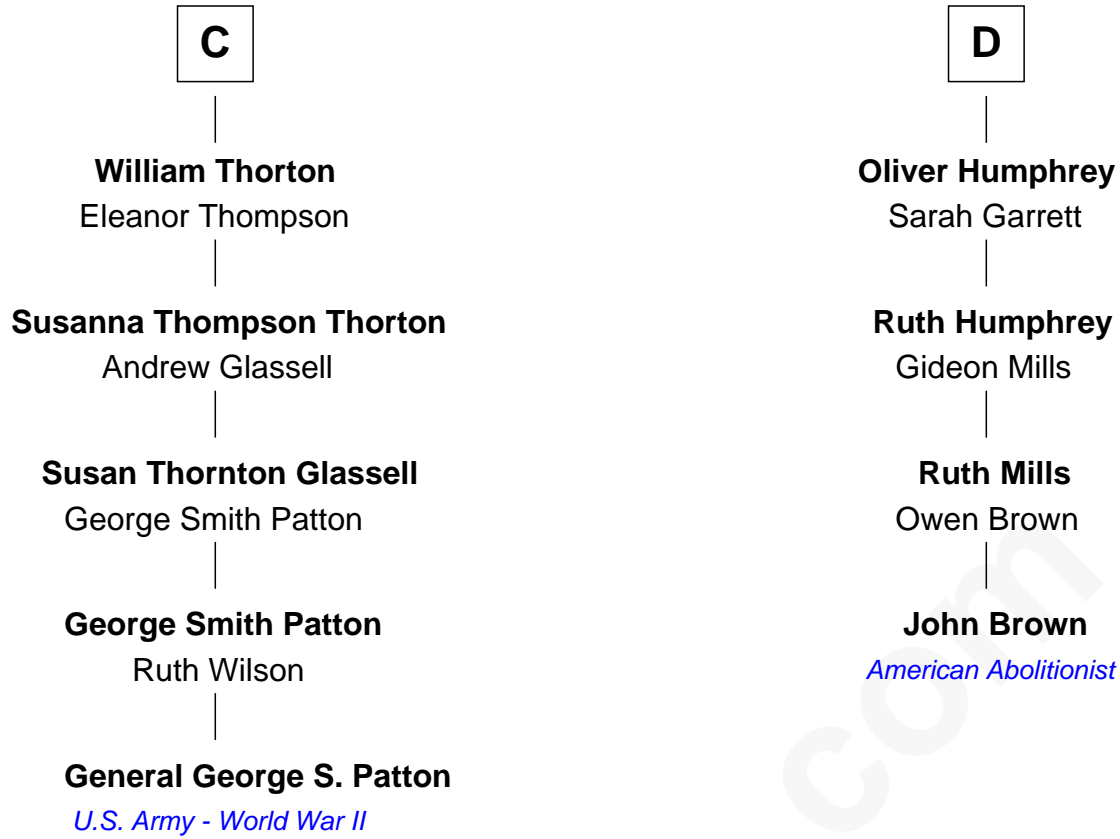 C
William Thorton
Eleanor Thompson
Susanna Thompson Thorton
Andrew Glassell
Susan Thornton Glassell
George Smith Patton
George Smith Patton
Ruth Wilson
General George S. Patton
U.S. Army - World War II
D
Oliver Humphrey
Sarah Garrett
Ruth Humphrey
Gideon Mills
Ruth Mills
Owen Brown
John Brown
American Abolitionist
com